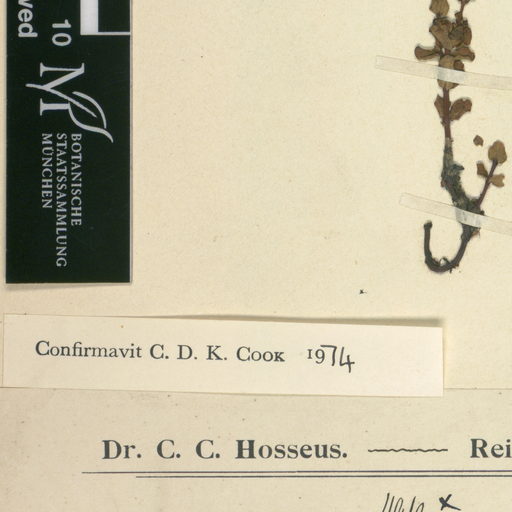 ved
10
BOTANISCHE
STAATSSAMMLUNG
MÜNCHEN
Confirmavit C. D. K. Cook 1974
Dr. C. C. Hosseus. Rei